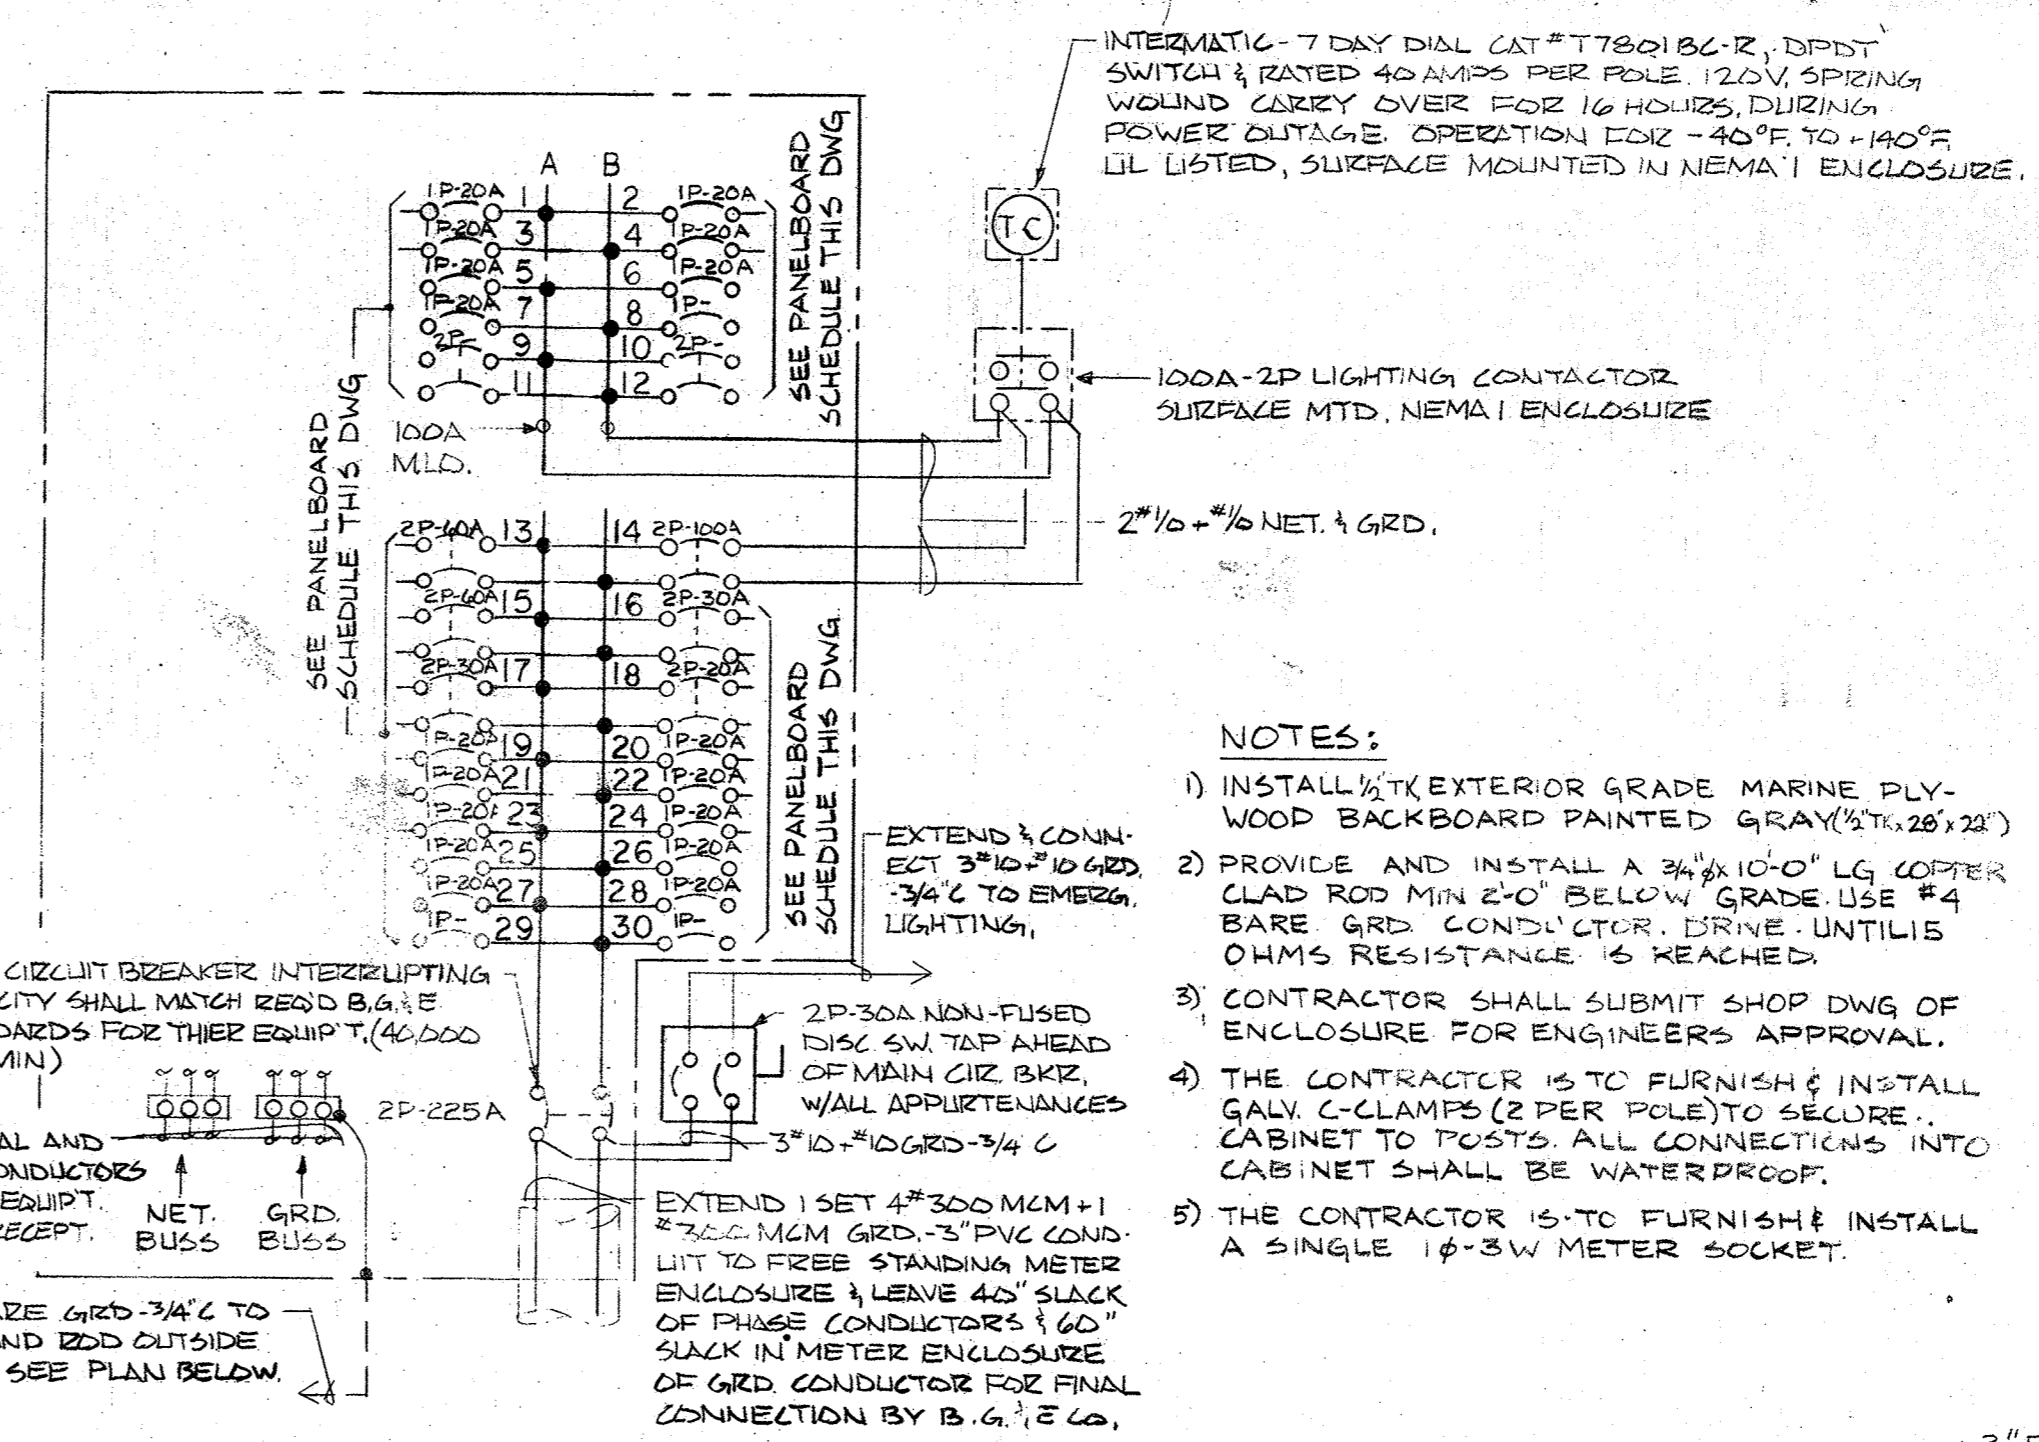 INTERMATIC - 7 DAY DIAL CAT # T7801BC-R, DPDT
SWITCH & RATED 40 AMPS PER POLE. 120V, SPRING
WOUND CARRY OVER FOR 16 HOURS, DURING
POWER OUTAGE. OPERATION FOR -40°F. TO +140°F.
UL LISTED, SURFACE MOUNTED IN NEMA 1 ENCLOSURE.
A B
1P-20A 1 2 1P-20A
1P-20A 3 4 1P-20A
1P-20A 5 6 1P-20A
1P-20A 7 8 1P-
2P- 9 10 2P-
11 12
SEE PANELBOARD
SCHEDULE THIS DWG
SEE PANELBOARD
SCHEDULE THIS DWG
100A
M.L.O.
TC
100A-2P LIGHTING CONTACTOR
SURFACE MTD. NEMA 1 ENCLOSURE
2#1/0 + #1/0 NET. & GRD.
2P-60A 13 14 2P-100A
2P-60A 15 16 2P-30A
2P-30A 17 18 2P-20A
1P-20A 19 20 1P-20A
1P-20A 21 22 1P-20A
1P-20A 23 24 1P-20A
1P-20A 25 26 1P-20A
1P-20A 27 28 1P-20A
1P- 29 30 1P-
SEE PANELBOARD
SCHEDULE THIS DWG.
EXTEND & CONN-
ECT 3#10+#10 GRD.
-3/4"C TO EMERG.
LIGHTING.
CIRCUIT BREAKER INTERRUPTING
CITY SHALL MATCH REQ'D B.G.&E
DARDS FOR THIER EQUIP'T. (40,000
MIN)
2P-225A
AL AND
ONDUCTORS
EQUIP'T.
RECEPT.
NET.
BUSS
GRD.
BUSS
2P-30A NON-FUSED
DISC. SW. TAP AHEAD
OF MAIN CIR. BKR.
W/ALL APPURTENANCES
3#10+#10GRD-3/4 C
EXTEND 1 SET 4#300 MCM+1
#300 MCM GRD.-3"PVC COND-
UIT TO FREE STANDING METER
ENCLOSURE & LEAVE 40" SLACK
OF PHASE CONDUCTORS & 60"
SLACK IN METER ENCLOSURE
OF GRD. CONDUCTOR FOR FINAL
CONNECTION BY B.G.&E CO.
ARE GRD-3/4"C TO
ND ROD OUTSIDE
SEE PLAN BELOW.
NOTES:
1) INSTALL 1/2"TK EXTERIOR GRADE MARINE PLY-
WOOD BACKBOARD PAINTED GRAY (1/2"TK x 28" x 22")
2) PROVIDE AND INSTALL A 3/4"φ x 10'-0" LG COPPER
CLAD ROD MIN 2'-0" BELOW GRADE. USE #4
BARE GRD. CONDUCTOR. DRIVE UNTIL 15
OHMS RESISTANCE IS REACHED.
3) CONTRACTOR SHALL SUBMIT SHOP DWG OF
ENCLOSURE FOR ENGINEERS APPROVAL.
4) THE CONTRACTOR IS TO FURNISH & INSTALL
GALV. C-CLAMPS (2 PER POLE) TO SECURE
CABINET TO POSTS. ALL CONNECTIONS INTO
CABINET SHALL BE WATERPROOF.
5) THE CONTRACTOR IS TO FURNISH & INSTALL
A SINGLE 1φ-3W METER SOCKET.